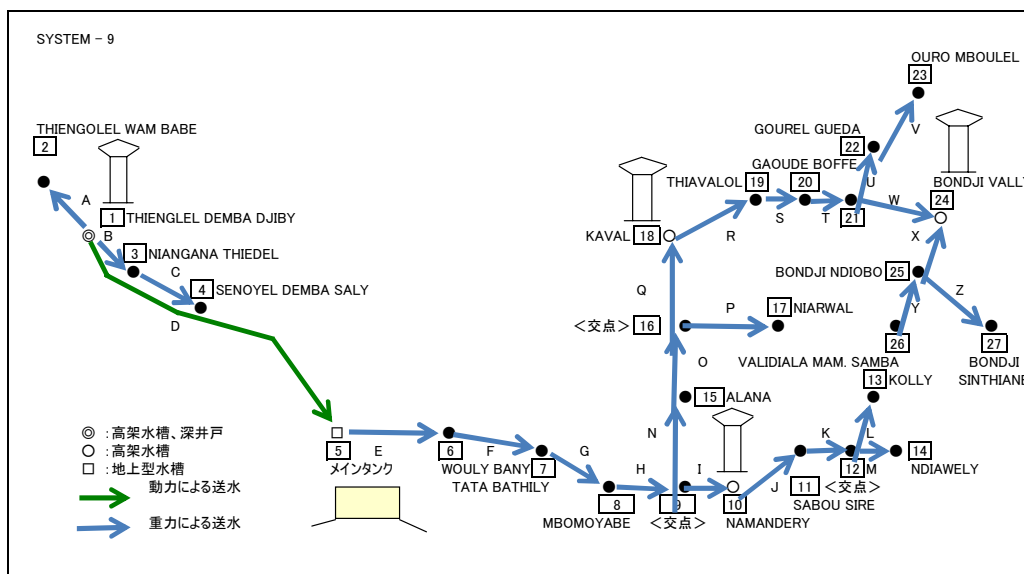 SYSTEM − 9
OURO MBOULEL
23
V
THIENGOLEL WAM BABE
2
GOUREL GUEDA
22
A
1
THIENGLEL DEMBA DJIBY
B
GAOUDE BOFFE
THIAVALOL
19
20
U
BONDJI VALLY
24
S
T
21
W
3
NIANGANA THIEDEL
C
KAVAL
18
R
X
4
SENOYEL DEMBA SALY
D
BONDJI NDIOBO
25
Q
P
17
NIARWAL
Z
Y
<交点>
16
26
27
O
VALIDIALA MAM. SAMBA
BONDJI
SINTHIANE
13
KOLLY
15
ALANA
◎ :高架水槽、深井戸
○ :高架水槽
□ :地上型水槽
動力による送水
重力による送水
5
E
メインタンク
6
F
WOULY BANY
7
TATA BATHILY
G
N
K
L
M
14
NDIAWELY
12
<交点>
H
I
J
11
SABOU SIRE
8
MBOMOYABE
9
<交点>
10
NAMANDERY